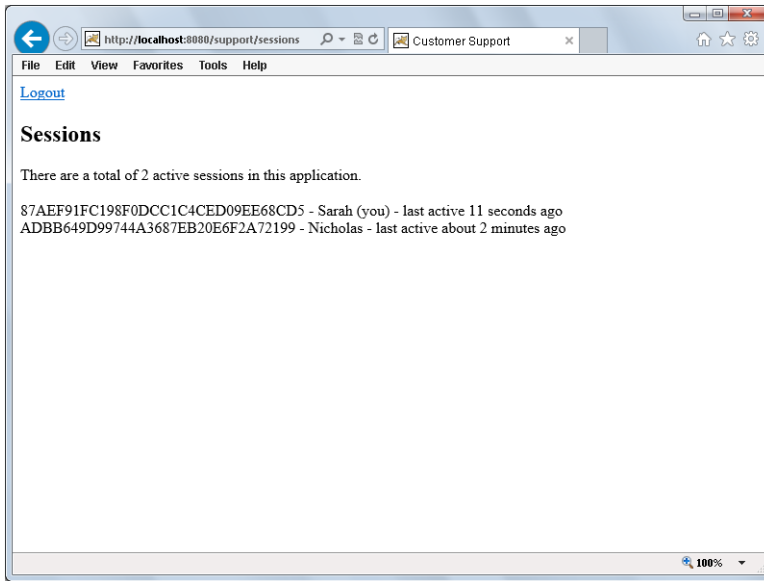 http://localhost:8080/support/sessions
Customer Support
File Edit View Favorites Tools Help
Logout
Sessions
There are a total of 2 active sessions in this application.
87AEF91FC198F0DCC1C4CED09EE68CD5 - Sarah (you) - last active 11 seconds ago
ADBB649D99744A3687EB20E6F2A72199 - Nicholas - last active about 2 minutes ago
100%